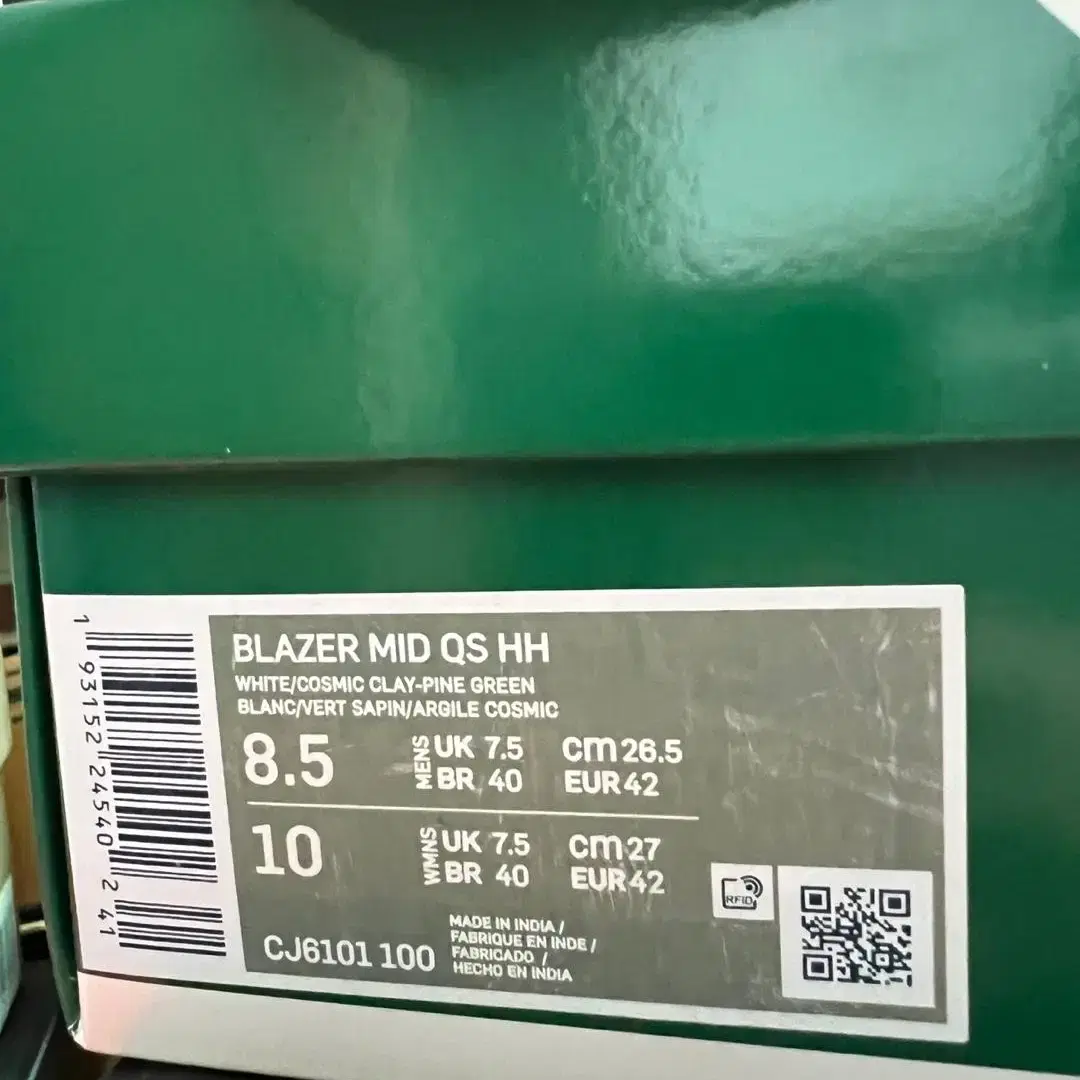 BLAZER MID QS HH
WHITE/COSMIC CLAY-PINE GREEN
BLANC/VERT SAPIN/ARGILE COSMIC
8.5 MENS UK 7.5 cm 26.5
BR 40 EUR 42
10 WMNS UK 7.5 cm 27
BR 40 EUR 42
CJ6101 100
MADE IN INDIA /
FABRIQUE EN INDE /
FABRICADO /
HECHO EN INDIA
RFID
1 93152 24540 2 41